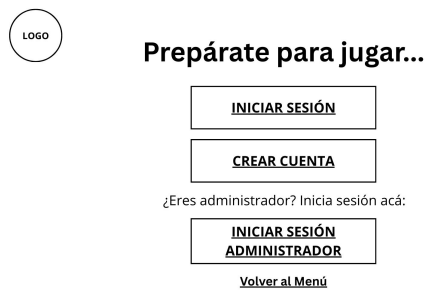 LOGO
Prepárate para jugar...
INICIAR SESIÓN
CREAR CUENTA
¿Eres administrador? Inicia sesión acá:
INICIAR SESIÓN
ADMINISTRADOR
Volver al Menú